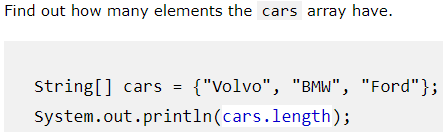 Find out how many elements the cars array have.
String[] cars = {"Volvo", "BMW", "Ford"};
System.out.println(cars.length);